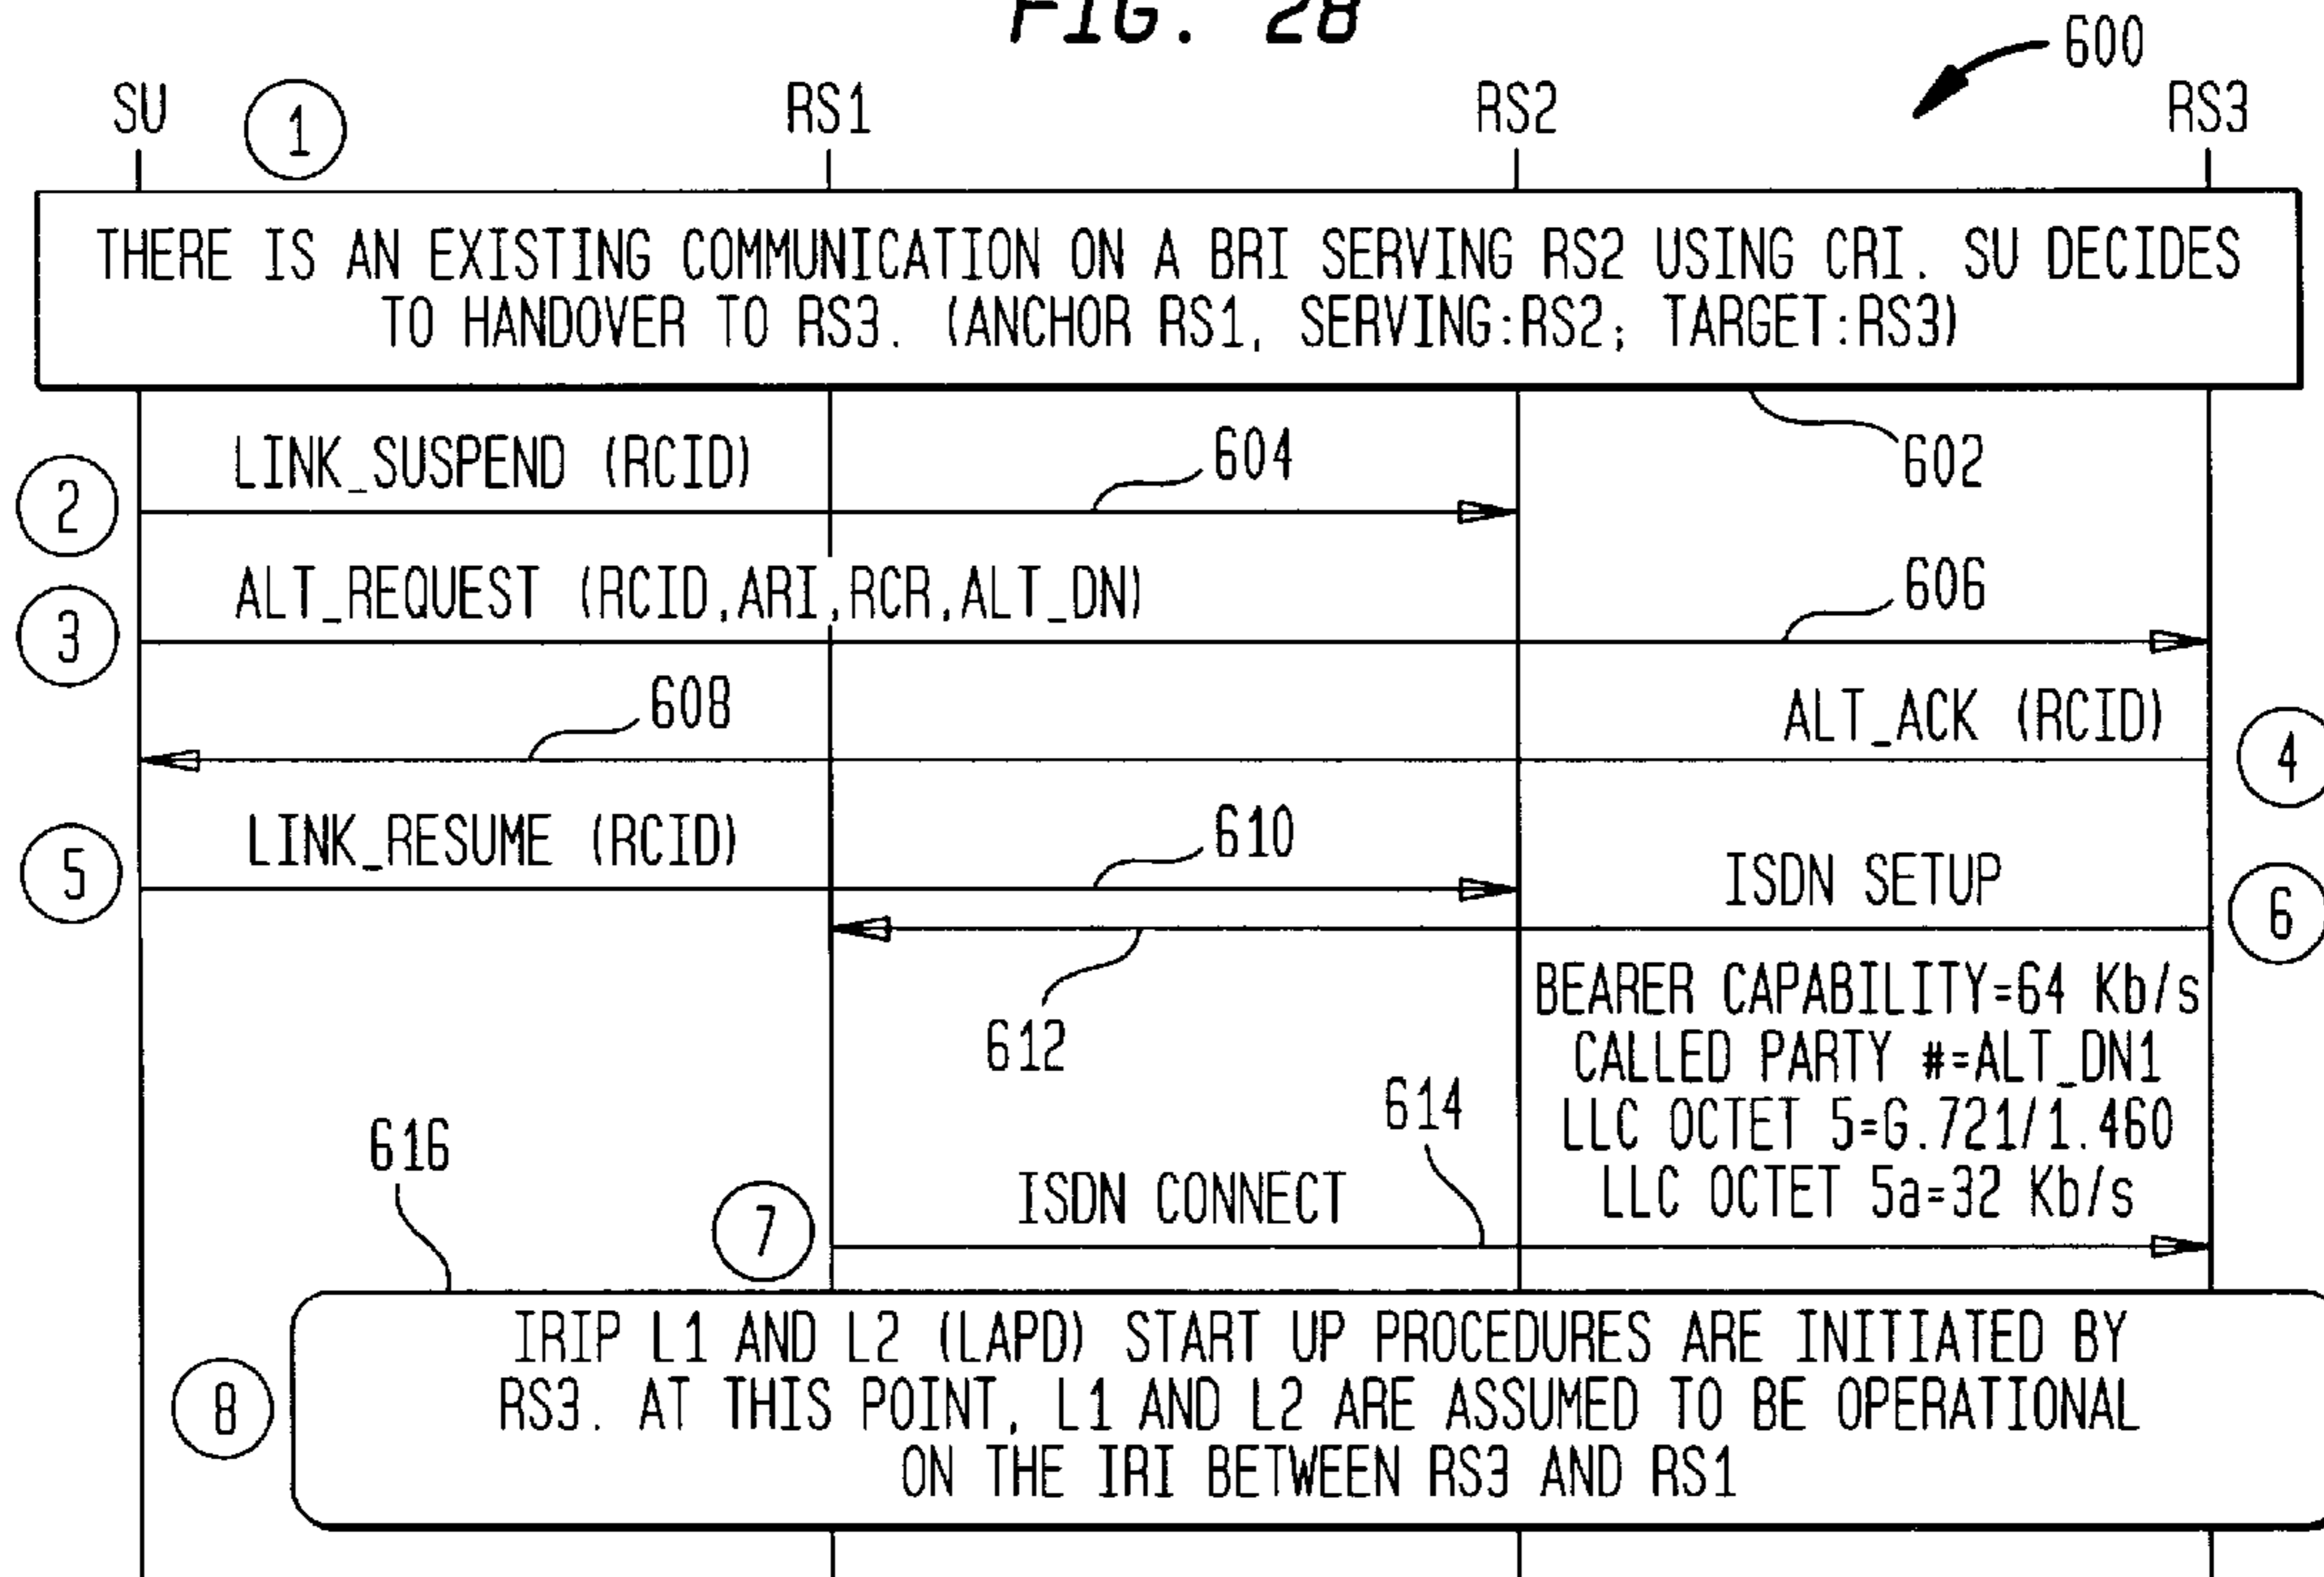 FIG. 28
600
SU
1
RS1
RS2
RS3
THERE IS AN EXISTING COMMUNICATION ON A BRI SERVING RS2 USING CRI. SU DECIDES
TO HANDOVER TO RS3. (ANCHOR RS1, SERVING:RS2; TARGET:RS3)
602
2
LINK_SUSPEND (RCID)
604
3
ALT_REQUEST (RCID,ARI,RCR,ALT_DN)
606
608
ALT_ACK (RCID)
4
5
LINK_RESUME (RCID)
610
ISDN SETUP
6
612
BEARER CAPABILITY=64 Kb/s
CALLED PARTY #=ALT_DN1
LLC OCTET 5=G.721/1.460
LLC OCTET 5a=32 Kb/s
614
616
7
ISDN CONNECT
8
IRIP L1 AND L2 (LAPD) START UP PROCEDURES ARE INITIATED BY
RS3. AT THIS POINT, L1 AND L2 ARE ASSUMED TO BE OPERATIONAL
ON THE IRI BETWEEN RS3 AND RS1